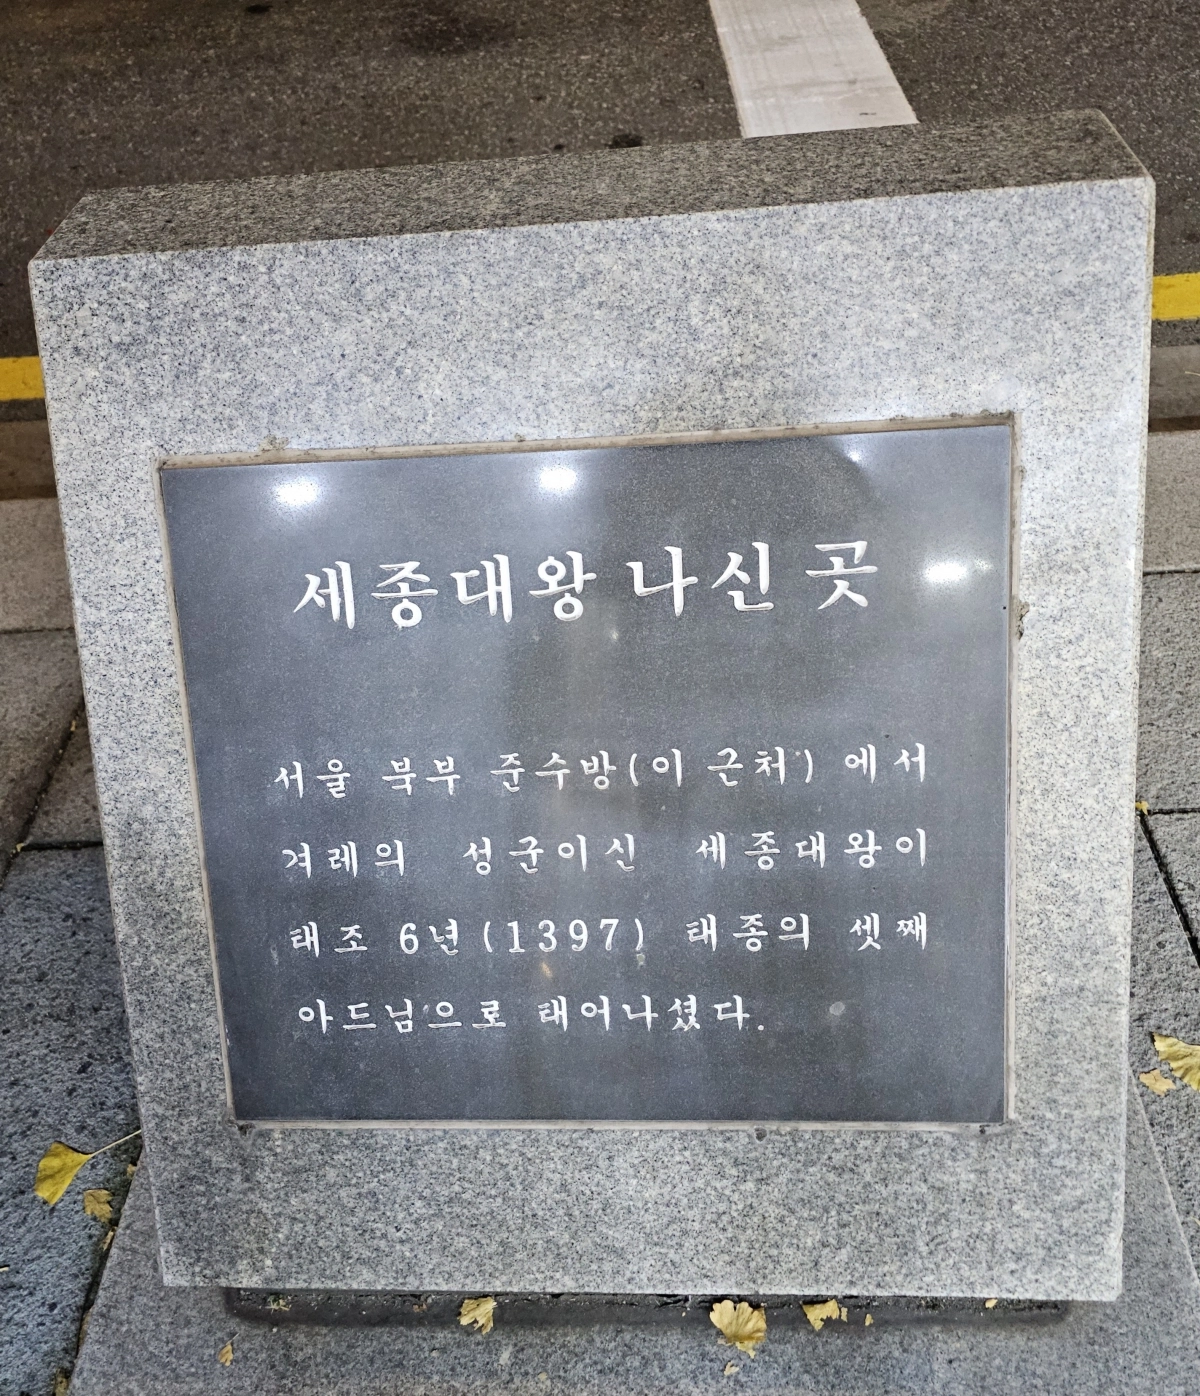 세종대왕 나신 곳
서울 북부 준수방(이 근처)에서
겨레의 성군이신 세종대왕이
태조 6년(1397) 태종의 셋째
아드님으로 태어나셨다.